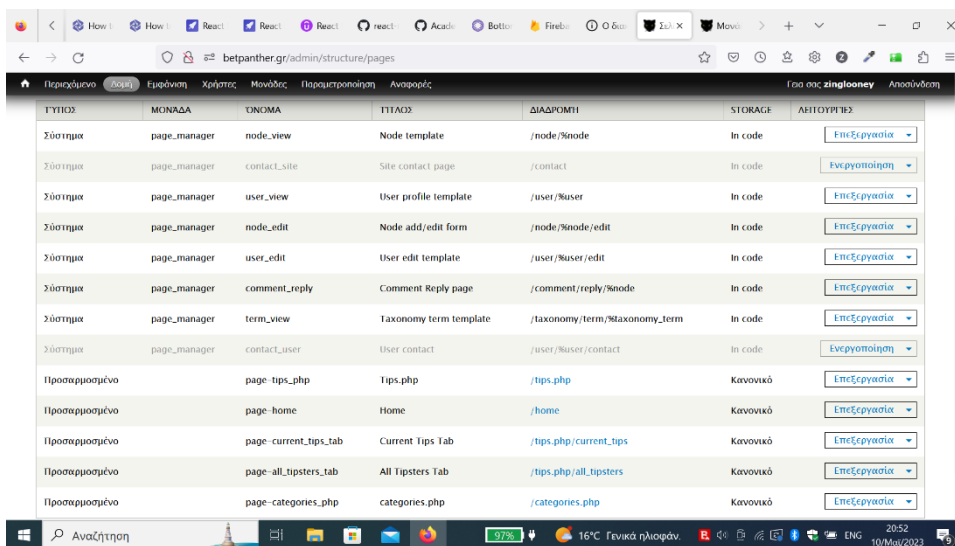 How t
How t
React
React
React
react-
Acade
Bottor
Fireba
Ο διασ
Σελ
Μονά
betpanther.gr/admin/structure/pages
Περιεχόμενο Δομή Εμφάνιση Χρήστες Μονάδες Παραμετροποίηση Αναφορές Γεια σας zinglooney Αποσύνδεση
ΤΎΠΟΣ ΜΟΝΆΔΑ ΌΝΟΜΑ ΤΊΤΛΟΣ ΔΙΑΔΡΟΜΉ STORAGE ΛΕΙΤΟΥΡΓΊΕΣ
Σύστημα page_manager node_view Node template /node/%node In code Επεξεργασία
Σύστημα page_manager contact_site Site contact page /contact In code Ενεργοποίηση
Σύστημα page_manager user_view User profile template /user/%user In code Επεξεργασία
Σύστημα page_manager node_edit Node add/edit form /node/%node/edit In code Επεξεργασία
Σύστημα page_manager user_edit User edit template /user/%user/edit In code Επεξεργασία
Σύστημα page_manager comment_reply Comment Reply page /comment/reply/%node In code Επεξεργασία
Σύστημα page_manager term_view Taxonomy term template /taxonomy/term/%taxonomy_term In code Επεξεργασία
Σύστημα page_manager contact_user User contact /user/%user/contact In code Ενεργοποίηση
Προσαρμοσμένο page-tips_php Tips.php /tips.php Κανονικό Επεξεργασία
Προσαρμοσμένο page-home Home /home Κανονικό Επεξεργασία
Προσαρμοσμένο page-current_tips_tab Current Tips Tab /tips.php/current_tips Κανονικό Επεξεργασία
Προσαρμοσμένο page-all_tipsters_tab All Tipsters Tab /tips.php/all_tipsters Κανονικό Επεξεργασία
Προσαρμοσμένο page-categories_php categories.php /categories.php Κανονικό Επεξεργασία
Αναζήτηση 97% 16°C Γενικά ηλιοφάν. ENG 20:52
10/Μαΐ/2023 9